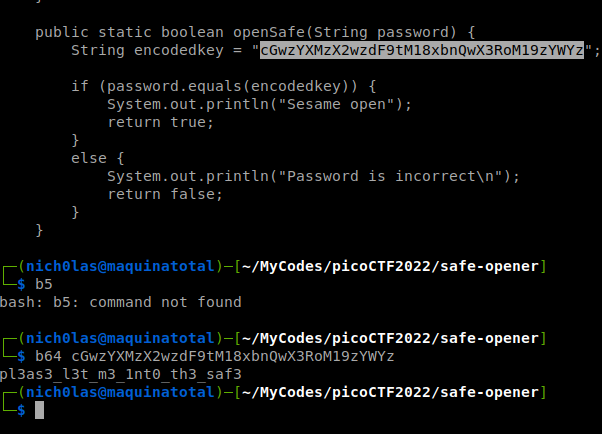 public static boolean openSafe(String password) {
        String encodedkey = "cGwzYXMzX2wzdF9tM18xbnQwX3RoM19zYWYz";

        if (password.equals(encodedkey)) {
            System.out.println("Sesame open");
            return true;
        }
        else {
            System.out.println("Password is incorrect\n");
            return false;
        }
    }

┌─(nich0las@maquinatotal)-[~/MyCodes/picoCTF2022/safe-opener]
└─$ b5
bash: b5: command not found

┌─(nich0las@maquinatotal)-[~/MyCodes/picoCTF2022/safe-opener]
└─$ b64 cGwzYXMzX2wzdF9tM18xbnQwX3RoM19zYWYz
pl3as3_l3t_m3_1nt0_th3_saf3
┌─(nich0las@maquinatotal)-[~/MyCodes/picoCTF2022/safe-opener]
└─$